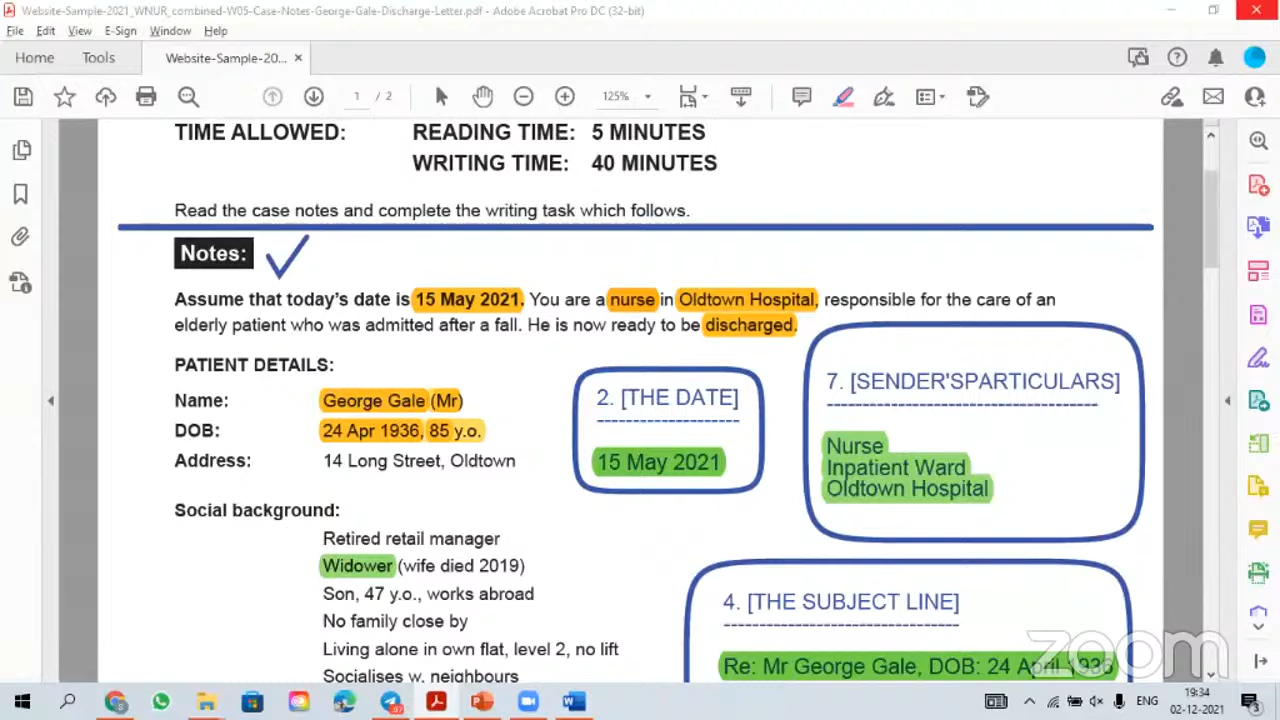 Website-Sample-2021_WNUR_combined-W05-Case-Notes-George-Gale-Discharge-Letter.pdf - Adobe Acrobat Pro DC (32-bit)
File Edit View E-Sign Window Help
Home Tools Website-Sample-20... ×
1 / 2 125%
TIME ALLOWED: READING TIME: 5 MINUTES
WRITING TIME: 40 MINUTES
Read the case notes and complete the writing task which follows.
Notes:
Assume that today's date is 15 May 2021. You are a nurse in Oldtown Hospital, responsible for the care of an
elderly patient who was admitted after a fall. He is now ready to be discharged.
PATIENT DETAILS:
Name: George Gale (Mr)
DOB: 24 Apr 1936, 85 y.o.
Address: 14 Long Street, Oldtown
2. [THE DATE]
15 May 2021
7. [SENDER'SPARTICULARS]
Nurse
Inpatient Ward
Oldtown Hospital
Social background:
Retired retail manager
Widower (wife died 2019)
Son, 47 y.o., works abroad
No family close by
Living alone in own flat, level 2, no lift
Socialises w. neighbours
4. [THE SUBJECT LINE]
Re: Mr George Gale, DOB: 24 April 1936
zoom
ENG
19:34
02-12-2021